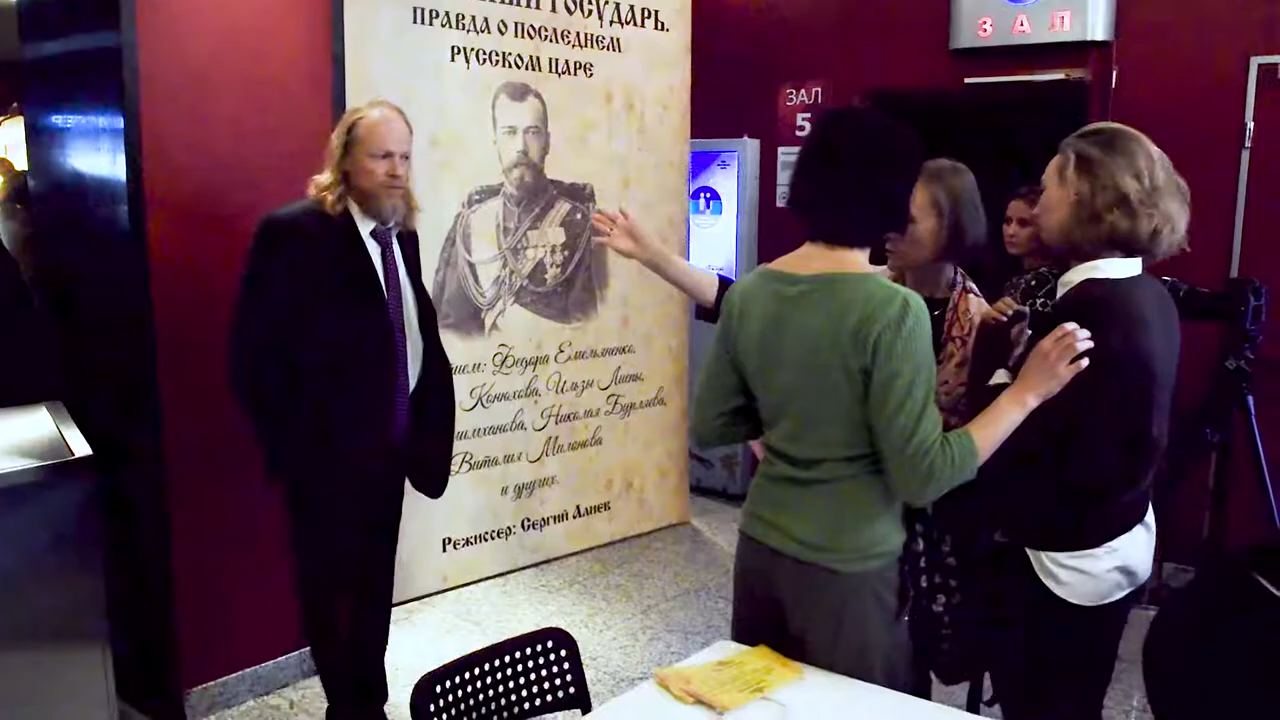 ГОСУДАРЬ.
ПРАВДА О ПОСЛЕДНЕМ
РУССКОМ ЦАРЕ
ЗАЛ
ЗАЛ
5
Федора Емельяненко,
Конюхова, Ильзы Лиепы,
Николая Бурляева,
Виталия Милонова
и других.
Режиссер: Сергий Алиев